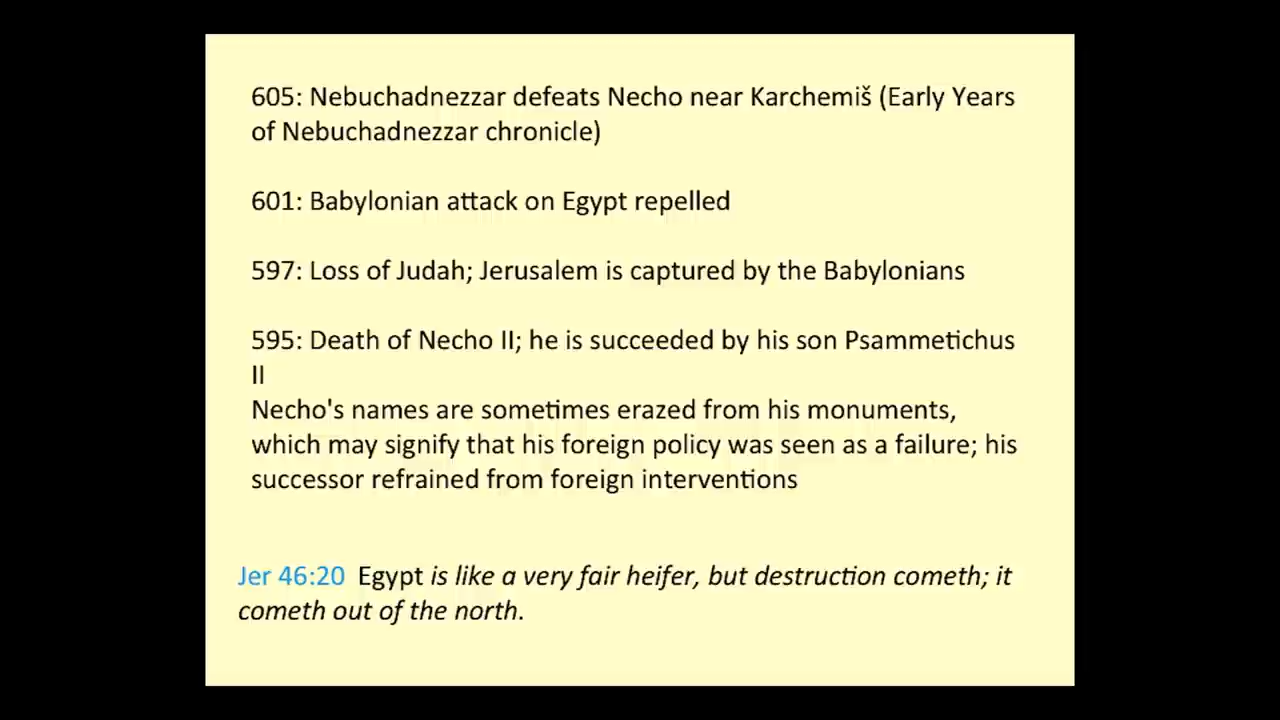 605: Nebuchadnezzar defeats Necho near Karchemiš (Early Years
of Nebuchadnezzar chronicle)
601: Babylonian attack on Egypt repelled
597: Loss of Judah; Jerusalem is captured by the Babylonians
595: Death of Necho II; he is succeeded by his son Psammetichus
II
Necho's names are sometimes erazed from his monuments,
which may signify that his foreign policy was seen as a failure; his
successor refrained from foreign interventions
Jer 46:20 Egypt is like a very fair heifer, but destruction cometh; it
cometh out of the north.